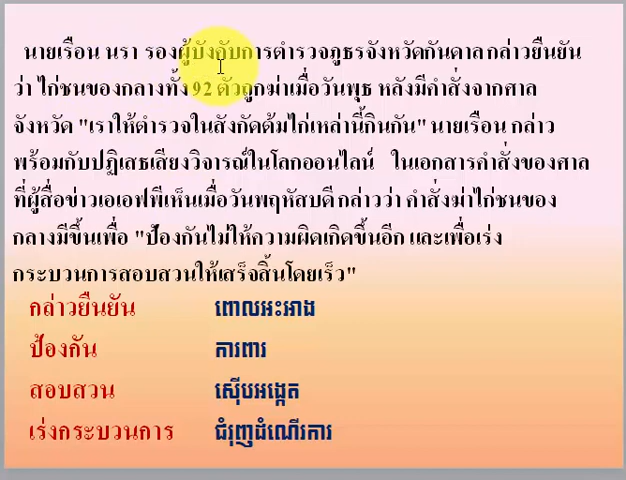 นายเรือน นรา รองผู้บังคับการตำรวจภูธรจังหวัดกันดาลกล่าวยืนยัน
ว่า ไก่ชนของกลางทั้ง 92 ตัวถูกฆ่าเมื่อวันพุธ หลังมีคำสั่งจากศาล
จังหวัด "เราให้ตำรวจในสังกัดต้มไก่เหล่านี้กินกัน" นายเรือน กล่าว
พร้อมกับปฏิเสธเสียงวิจารณ์ในโลกออนไลน์ ในเอกสารคำสั่งของศาล
ที่ผู้สื่อข่าวเอเอฟพีเห็นเมื่อวันพฤหัสบดี กล่าวว่า คำสั่งฆ่าไก่ชนของ
กลางมีขึ้นเพื่อ "ป้องกันไม่ให้ความผิดเกิดขึ้นอีก และเพื่อเร่ง
กระบวนการสอบสวนให้เสร็จสิ้นโดยเร็ว"
กล่าวยืนยัน ពោលអះអាង
ป้องกัน ការពារ
สอบสวน ស៊ើបអង្កេត
เร่งกระบวนการ ជំរុញដំណើរការ